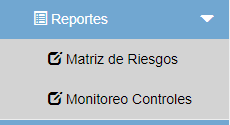 Reportes
Matriz de Riesgos
Monitoreo Controles